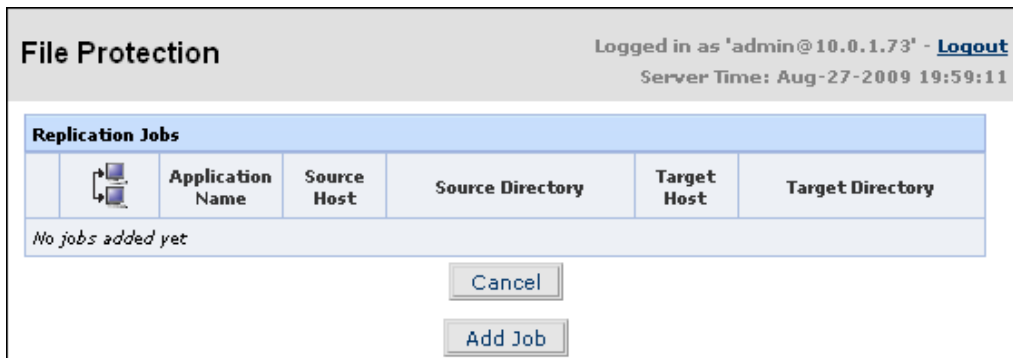 File Protection
Logged in as 'admin@10.0.1.73' - Logout
Server Time: Aug-27-2009 19:59:11
Replication Jobs
Application Name
Source Host
Source Directory
Target Host
Target Directory
No jobs added yet
Cancel
Add Job